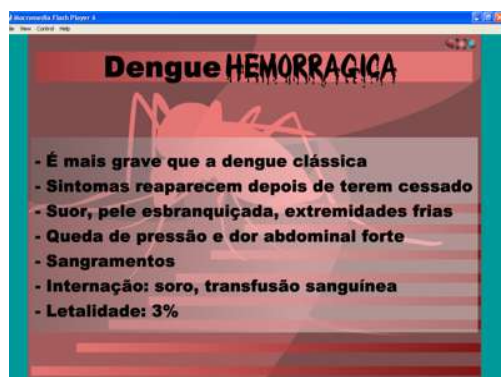 Macromedia Flash Player 6
View Control Help
Dengue HEMORRAGICA
- É mais grave que a dengue clássica
- Sintomas reaparecem depois de terem cessado
- Suor, pele esbranquiçada, extremidades frias
- Queda de pressão e dor abdominal forte
- Sangramentos
- Internação: soro, transfusão sanguínea
- Letalidade: 3%